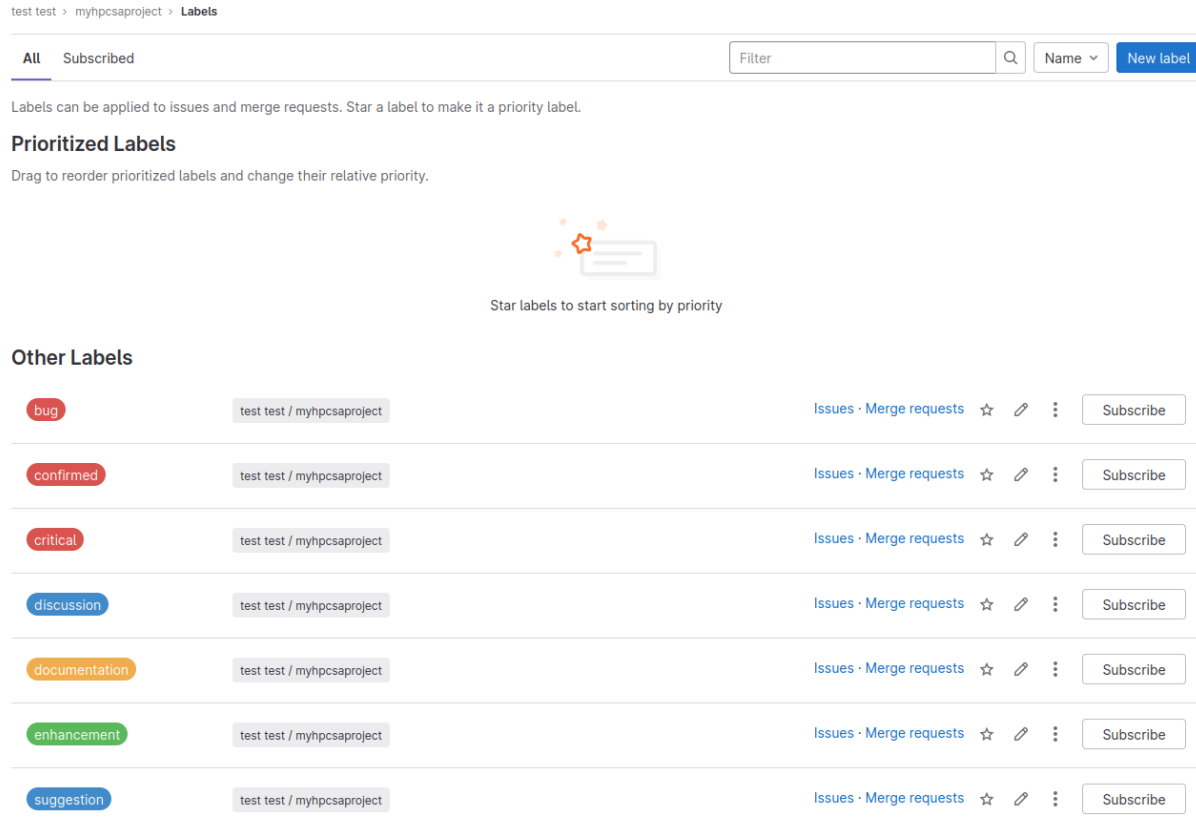 test test > myhpcsaproject > Labels
All Subscribed Filter Name New label
Labels can be applied to issues and merge requests. Star a label to make it a priority label.
Prioritized Labels
Drag to reorder prioritized labels and change their relative priority.
Star labels to start sorting by priority
Other Labels
bug test test / myhpcsaproject Issues · Merge requests Subscribe
confirmed test test / myhpcsaproject Issues · Merge requests Subscribe
critical test test / myhpcsaproject Issues · Merge requests Subscribe
discussion test test / myhpcsaproject Issues · Merge requests Subscribe
documentation test test / myhpcsaproject Issues · Merge requests Subscribe
enhancement test test / myhpcsaproject Issues · Merge requests Subscribe
suggestion test test / myhpcsaproject Issues · Merge requests Subscribe